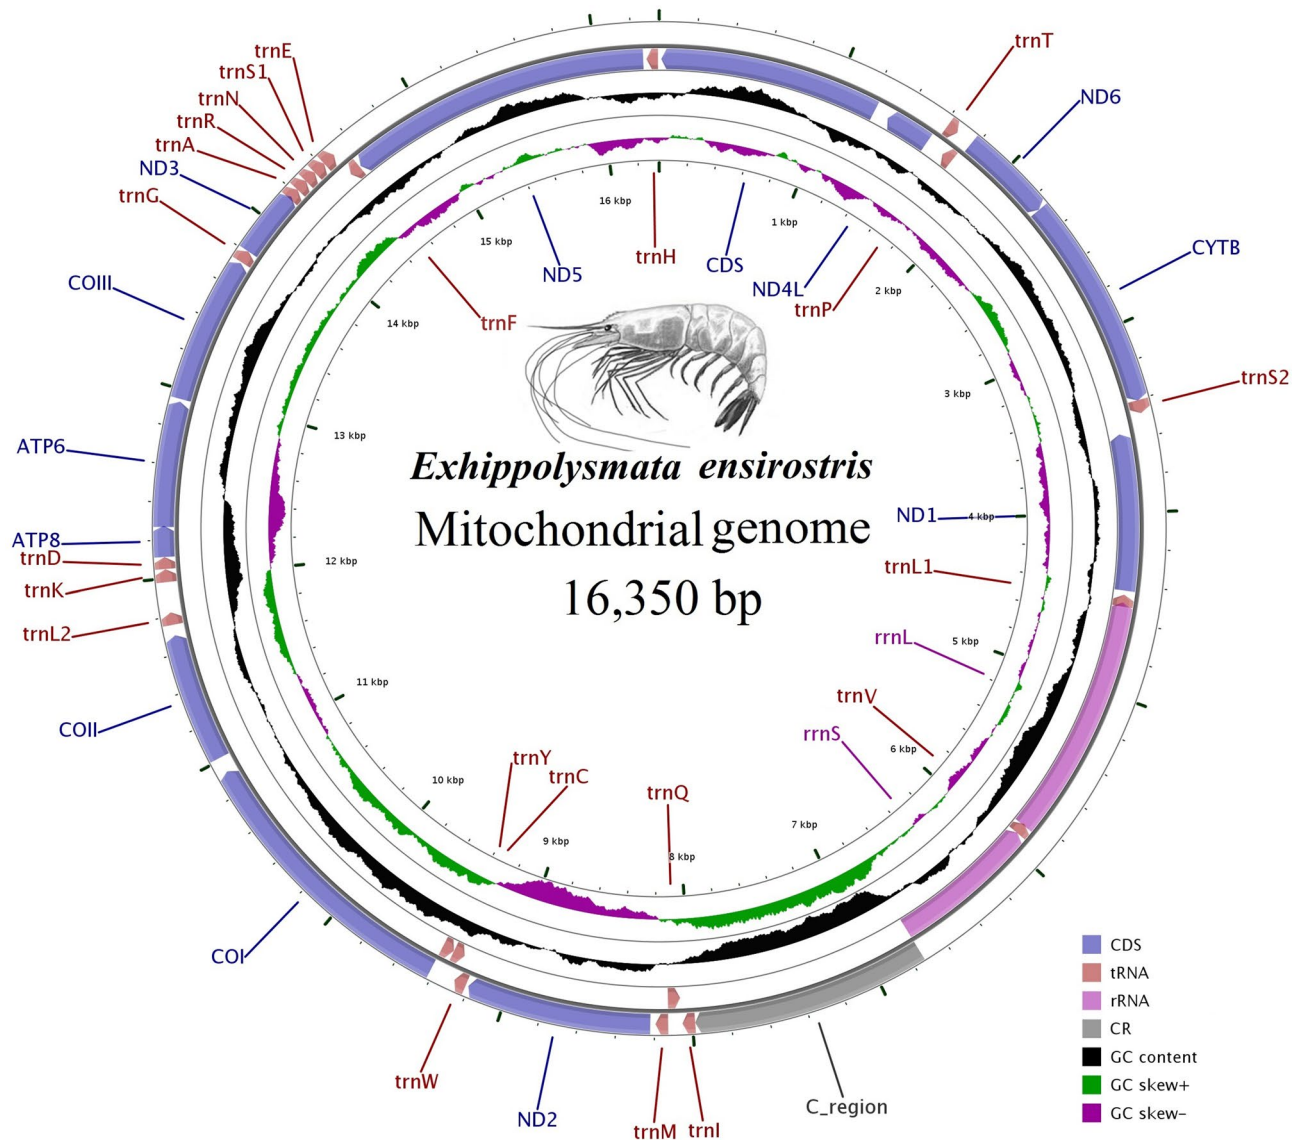 trnE
trnS1
trnN
trnR
trnA
ND3
trnG
COIII
ATP6
ATP8
trnD
trnK
trnL2
COII
COI
trnW
ND2
trnM
trnI
C_region
trnT
ND6
CYTB
trnS2
16 kbp
1 kbp
2 kbp
3 kbp
4 kbp
5 kbp
6 kbp
7 kbp
8 kbp
9 kbp
10 kbp
11 kbp
12 kbp
13 kbp
14 kbp
15 kbp
trnH
CDS
ND4L
trnP
ND5
trnF
ND1
trnL1
rrnL
trnV
rrnS
trnQ
trnC
trnY
Exhippolysmata ensirostris
Mitochondrial genome
16,350 bp
CDS
tRNA
rRNA
CR
GC content
GC skew+
GC skew-